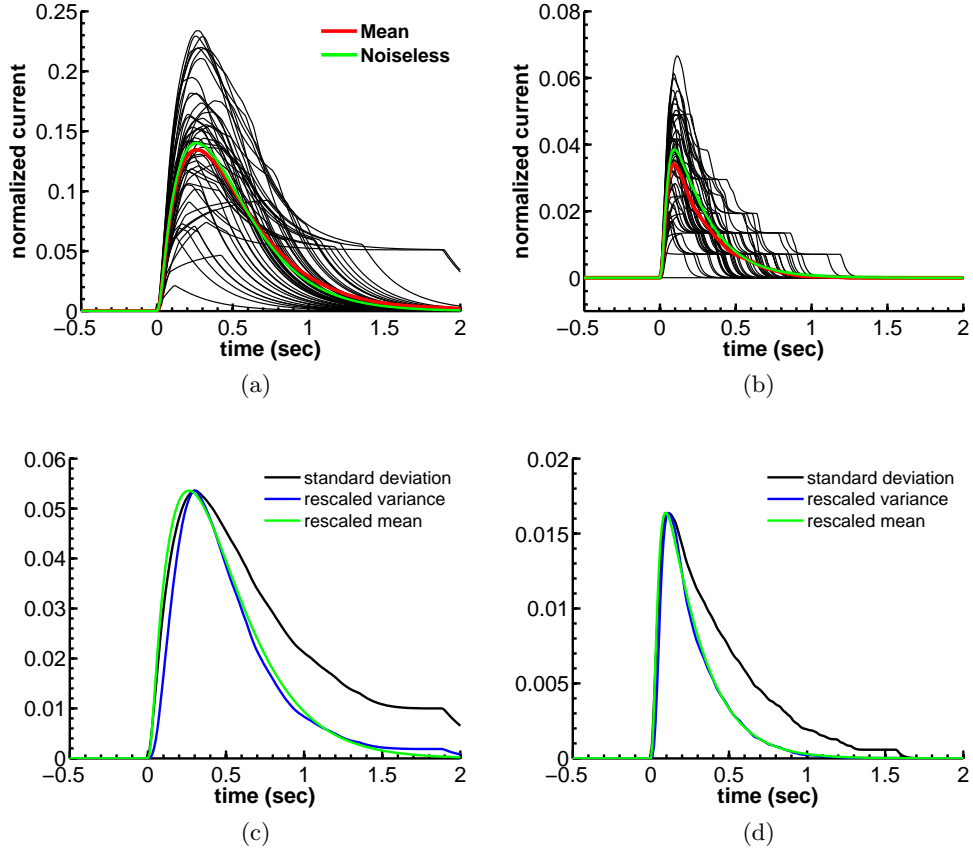 0.25
0.20
0.15
0.10
0.05
0
normalized current
Mean
Noiseless
−0.5 0 0.5 1 1.5 2
time (sec)
(a)
0.08
0.06
0.04
0.02
0
normalized current
−0.5 0 0.5 1 1.5 2
time (sec)
(b)
0.06
0.05
0.04
0.03
0.02
0.01
0
standard deviation
rescaled variance
rescaled mean
−0.5 0 0.5 1 1.5 2
time (sec)
(c)
0.02
0.015
0.01
0.005
0
standard deviation
rescaled variance
rescaled mean
−0.5 0 0.5 1 1.5 2
time (sec)
(d)